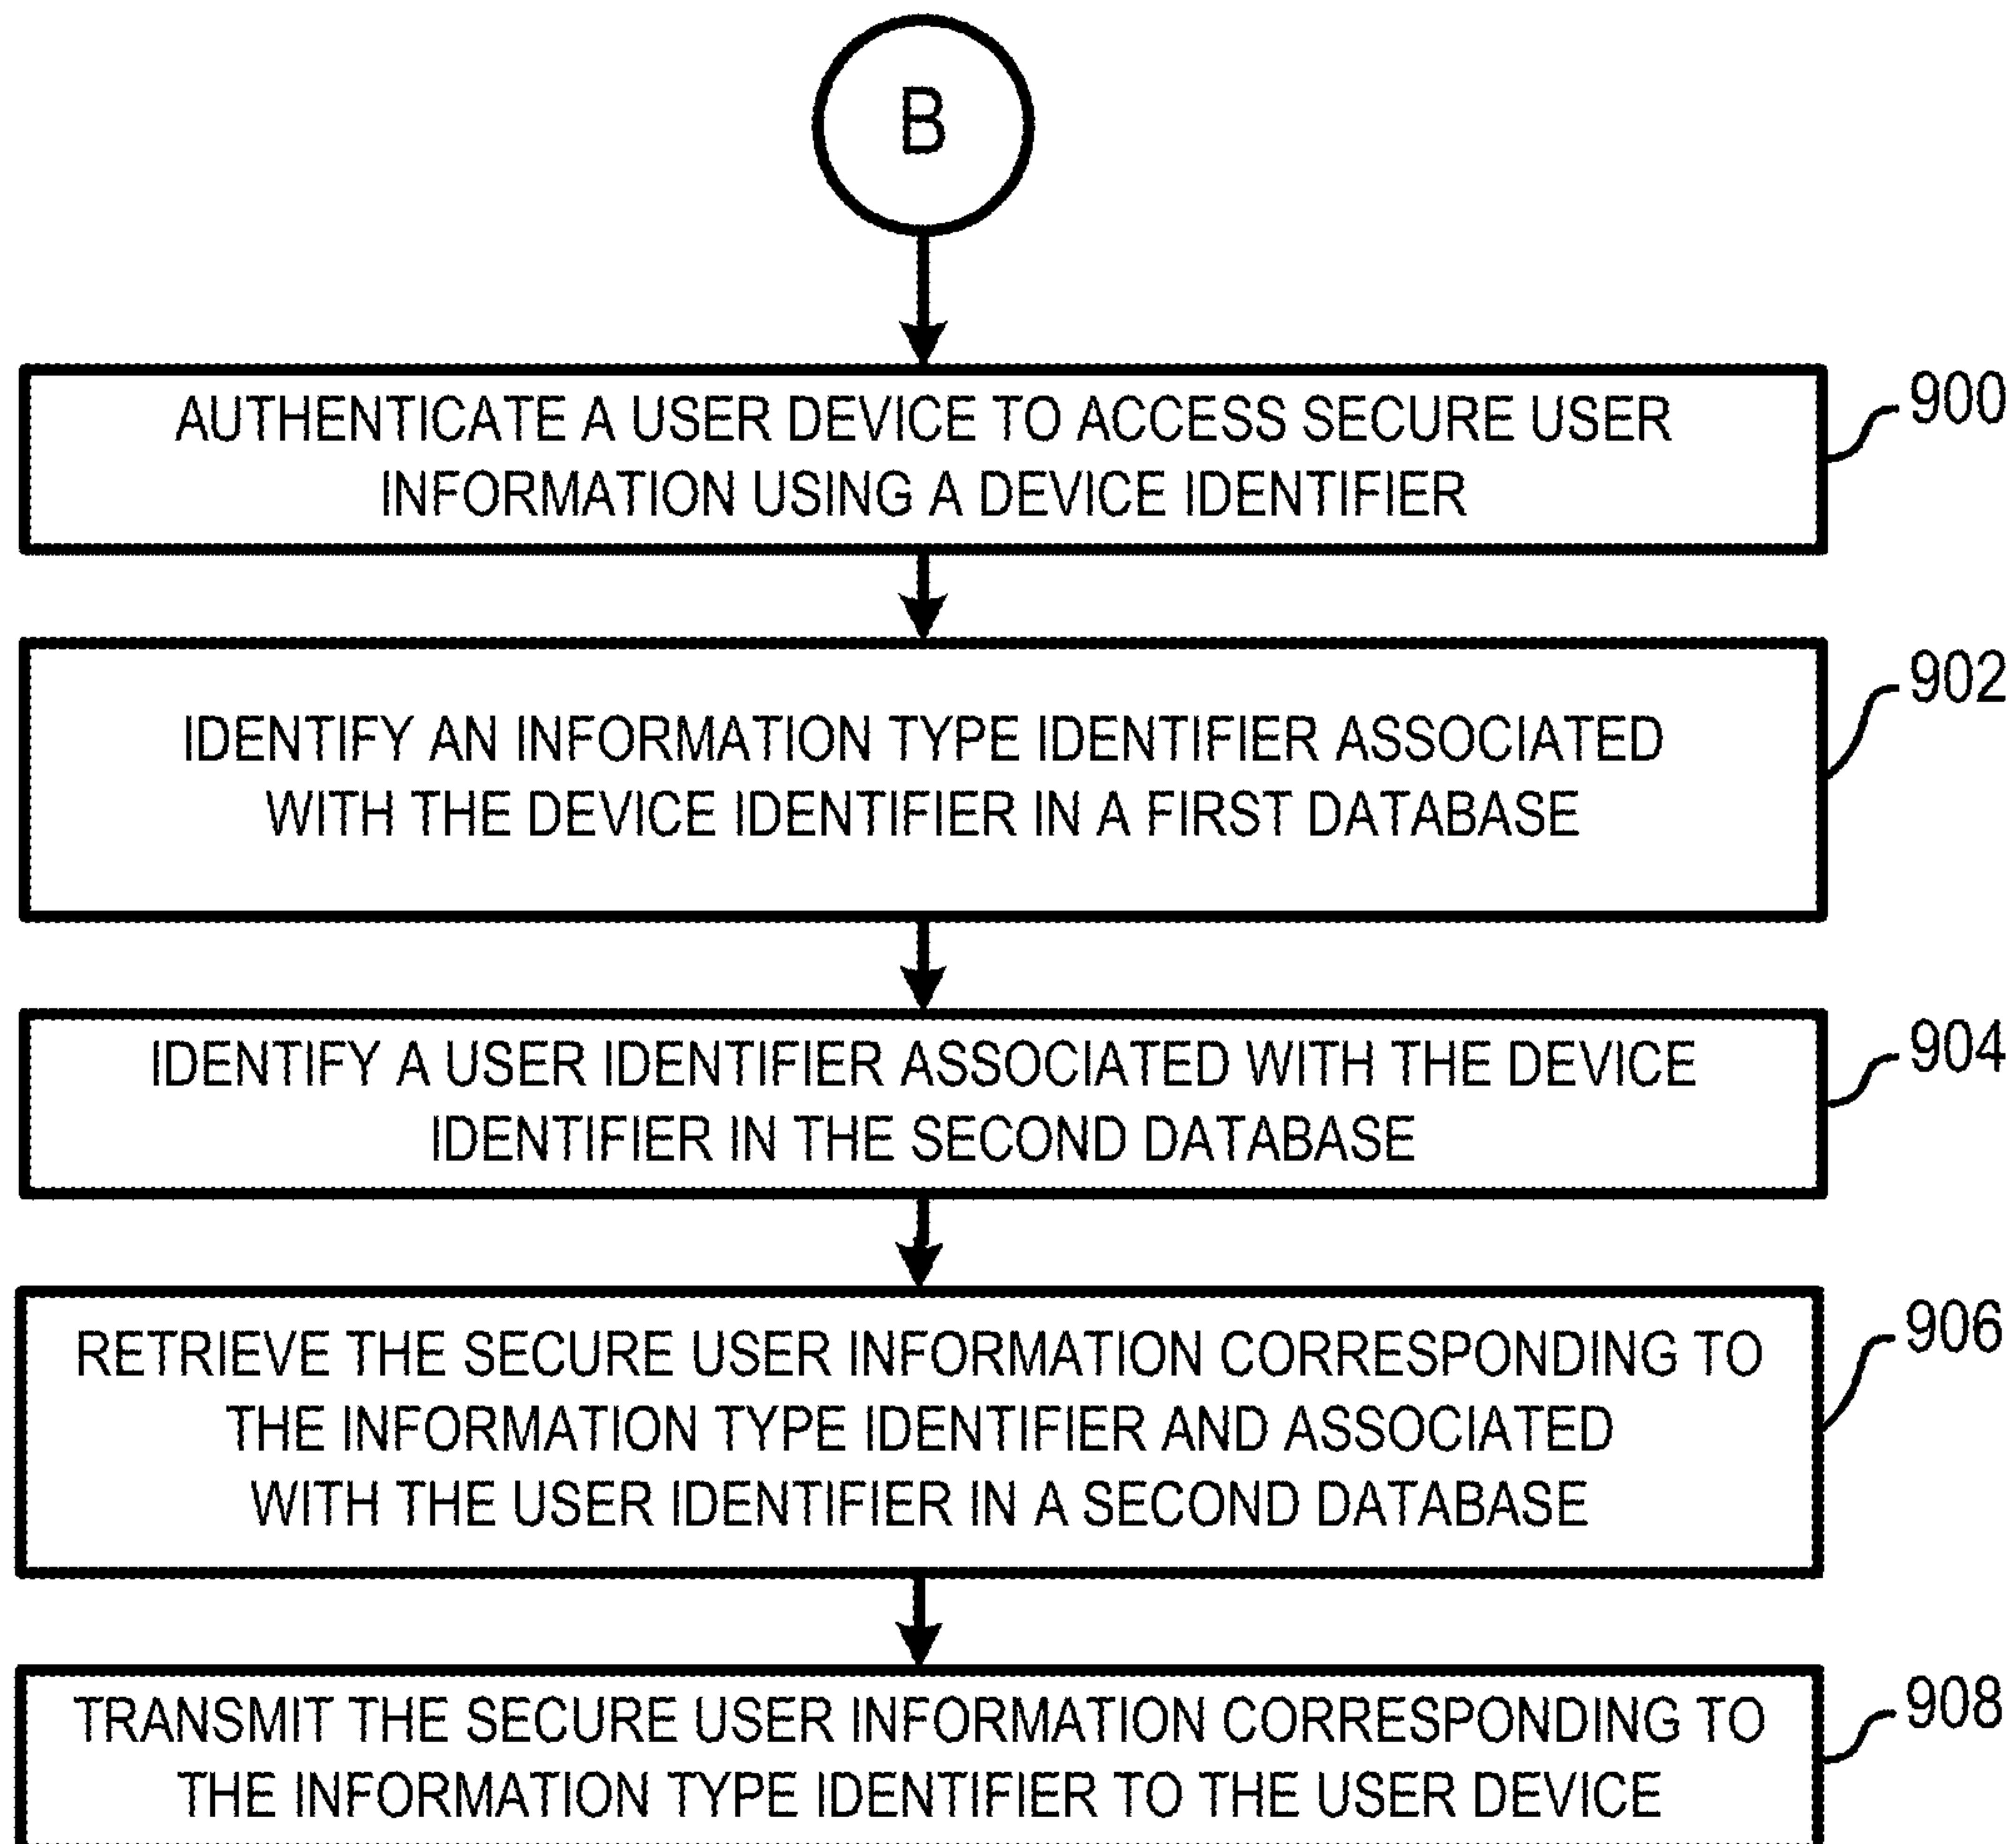 B
AUTHENTICATE A USER DEVICE TO ACCESS SECURE USER
INFORMATION USING A DEVICE IDENTIFIER
900
IDENTIFY AN INFORMATION TYPE IDENTIFIER ASSOCIATED
WITH THE DEVICE IDENTIFIER IN A FIRST DATABASE
902
IDENTIFY A USER IDENTIFIER ASSOCIATED WITH THE DEVICE
IDENTIFIER IN THE SECOND DATABASE
904
RETRIEVE THE SECURE USER INFORMATION CORRESPONDING TO
THE INFORMATION TYPE IDENTIFIER AND ASSOCIATED
WITH THE USER IDENTIFIER IN A SECOND DATABASE
906
TRANSMIT THE SECURE USER INFORMATION CORRESPONDING TO
THE INFORMATION TYPE IDENTIFIER TO THE USER DEVICE
908